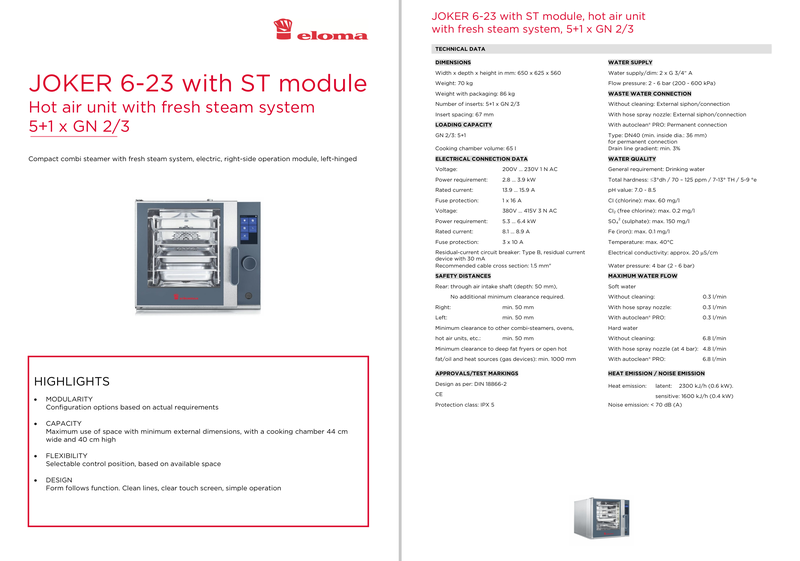 eloma
JOKER 6-23 with ST module
Hot air unit with fresh steam system
5+1 x GN 2/3
Compact combi steamer with fresh steam system, electric, right-side operation module, left-hinged
HIGHLIGHTS
• MODULARITY
Configuration options based on actual requirements
• CAPACITY
Maximum use of space with minimum external dimensions, with a cooking chamber 44 cm
wide and 40 cm high
• FLEXIBILITY
Selectable control position, based on available space
• DESIGN
Form follows function. Clean lines, clear touch screen, simple operation
JOKER 6-23 with ST module, hot air unit
with fresh steam system, 5+1 x GN 2/3
TECHNICAL DATA
DIMENSIONS
Width x depth x height in mm: 650 x 625 x 560
Weight: 70 kg
Weight with packaging: 86 kg
Number of inserts: 5+1 GN 2/3
Insert spacing: 67 mm
LOADING CAPACITY
GN 2/3: 5+1
Cooking chamber volume: 65 l
ELECTRICAL CONNECTION DATA
Voltage: 200V ... 230V 1 N AC
Power requirement: 2.8 ... 3.9 kW
Rated current: 13.9 ... 15.9 A
Fuse protection: 1 x 16 A
Voltage: 380V ... 415V 3 N AC
Power requirement: 5.3 ... 6.4 kW
Rated current: 8.1 ... 8.9 A
Fuse protection: 3 x 10 A
Residual-current circuit breaker: Type B, residual current
device with 30 mA
Recommended cable cross section: 1.5 mm²
SAFETY DISTANCES
Rear: through air intake shaft (depth: 50 mm),
No additional minimum clearance required.
Right: min. 50 mm
Left: min. 50 mm
Minimum clearance to other combi-steamers, ovens,
hot air units, etc.: min. 50 mm
Minimum clearance to deep fat fryers or open hot
fat/oil and heat sources (gas devices): min. 1000 mm
APPROVALS/TEST MARKINGS
Design as per: DIN 18866-2
CE
Protection class: IPX 5
WATER SUPPLY
Water supply/dim: 2 x G 3/4" A
Flow pressure: 2 - 6 bar (200 - 600 kPa)
WASTE WATER CONNECTION
Without cleaning: External siphon/connection
With hose spray nozzle: External siphon/connection
With autoclean® PRO: Permanent connection
Type: DN40 (min. inside dia.: 36 mm)
for permanent connection
Drain line gradient: min. 3%
WATER QUALITY
General requirement: Drinking water
Total hardness: ≤3°dh / 70 – 125 ppm / 7-13° TH / 5-9 °e
pH value: 7.0 - 8.5
Cl (chlorine): max. 60 mg/l
Cl₂ (free chlorine): max. 0.2 mg/l
SO₄² (sulphate): max. 150 mg/l
Fe (iron): max. 0.1 mg/l
Temperature: max. 40°C
Electrical conductivity: approx. 20 µS/cm
Water pressure: 4 bar (2 - 6 bar)
MAXIMUM WATER FLOW
Soft water
Without cleaning: 0.3 l/min
With hose spray nozzle: 0.3 l/min
With autoclean® PRO: 0.3 l/min
Hard water
Without cleaning: 6.8 l/min
With hose spray nozzle (at 4 bar): 4.8 l/min
With autoclean® PRO: 6.8 l/min
HEAT EMISSION / NOISE EMISSION
Heat emission: latent: 2300 kJ/h (0.6 kW),
sensitive: 1600 kJ/h (0.4 kW)
Noise emission: < 70 dB (A)